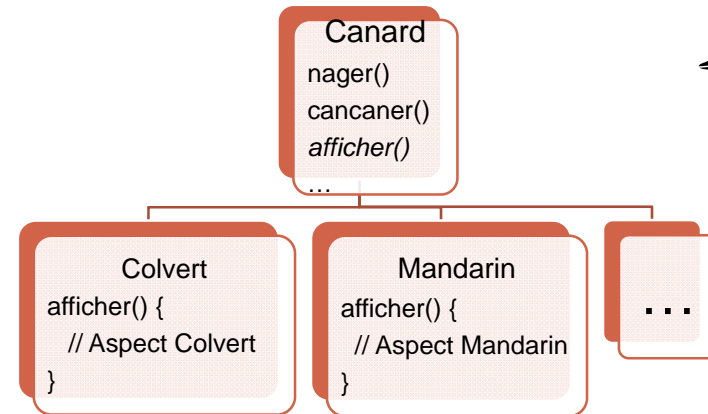 Canard
nager()
cancaner()
afficher()
...
Colvert
afficher() {
// Aspect Colvert
}
Mandarin
afficher() {
// Aspect Mandarin
}
...